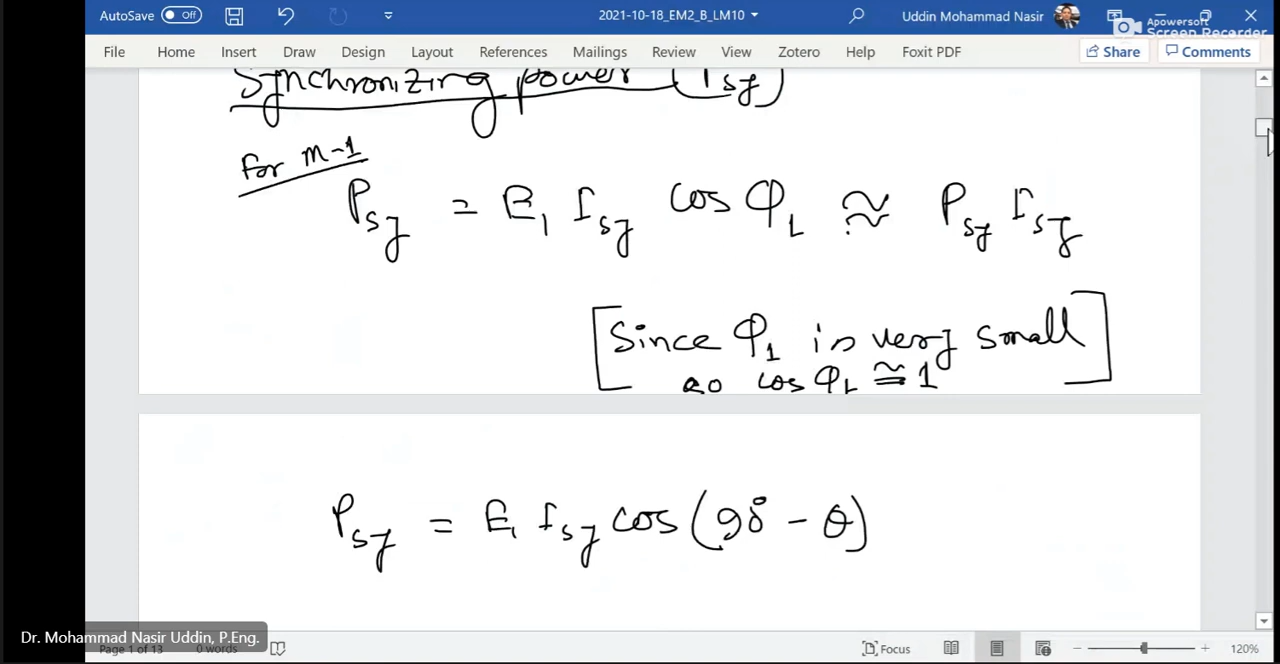 AutoSave Off 2021-10-18_EM2_B_LM10 Uddin Mohammad Nasir
Apowersoft
Screen Recorder
File Home Insert Draw Design Layout References Mailings Review View Zotero Help Foxit PDF Share Comments
Synchronizing power (Psy)
For m-1
Psy = E1 Isy cos Φ1 ≅ Psy Isy
[Since Φ1 is very small
so cos Φ1 ≅ 1]
Psy = E1 Isy cos (90° - θ)
Dr. Mohammad Nasir Uddin, P.Eng.
Page 1 of 13 0 words Focus 120%